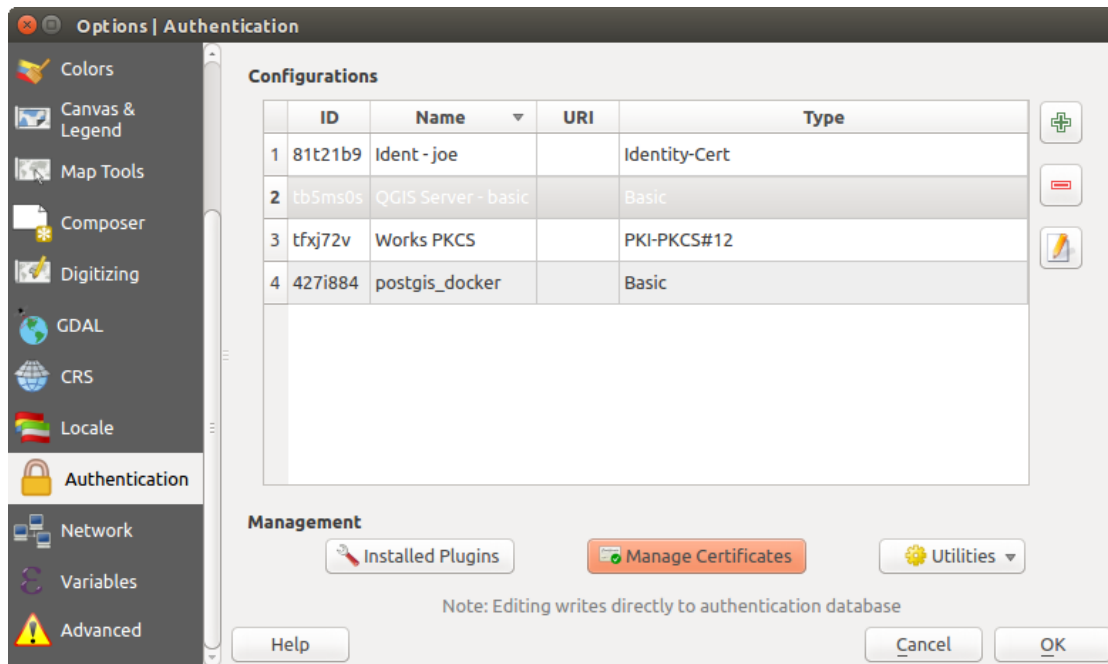 Options | Authentication
Colors
Canvas &
Legend
Map Tools
Composer
Digitizing
GDAL
CRS
Locale
Authentication
Network
Variables
Advanced
Configurations
ID Name URI Type
1 81t21b9 Ident - joe Identity-Cert
2 tb5ms0s QGIS Server - basic Basic
3 tfxj72v Works PKCS PKI-PKCS#12
4 427i884 postgis_docker Basic
Management
Installed Plugins Manage Certificates Utilities
Note: Editing writes directly to authentication database
Help Cancel OK